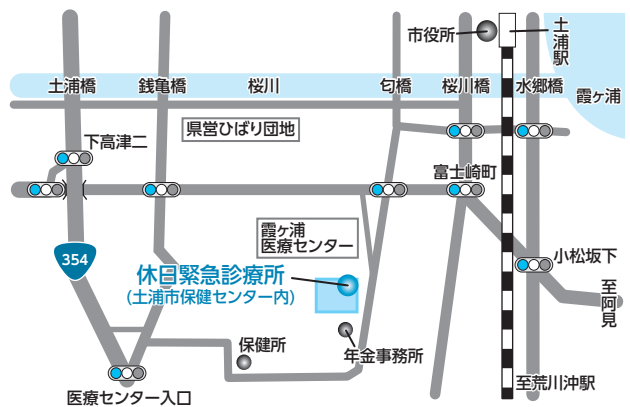 市役所
土浦駅
土浦橋
銭亀橋
桜川
匂橋
桜川橋
水郷橋
霞ヶ浦
県営ひばり団地
下高津二
富士崎町
霞ヶ浦
医療センター
354
休日緊急診療所
(土浦市保健センター内)
小松坂下
至阿見
保健所
年金事務所
医療センター入口
至荒川沖駅